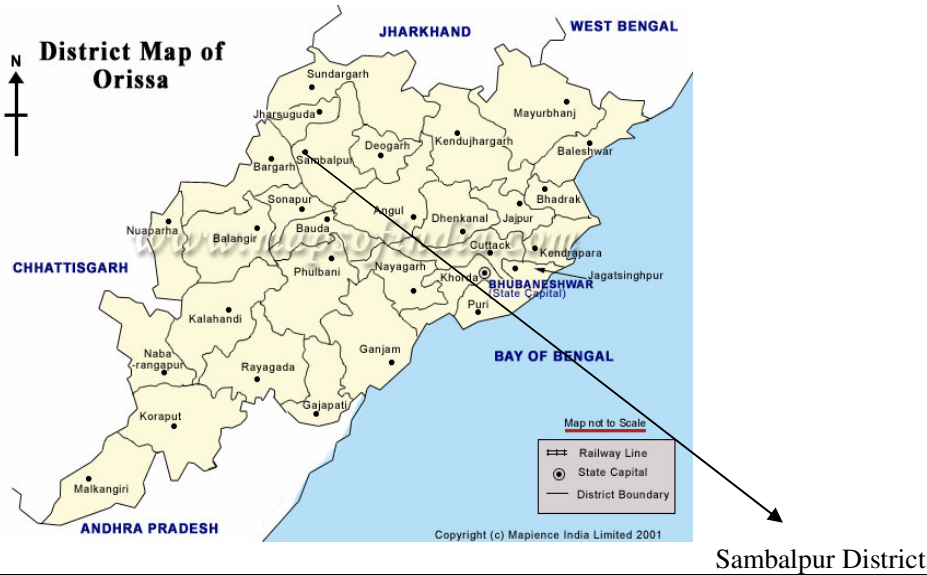 JHARKHAND
WEST BENGAL
District Map of
Orissa
N
Sundargarh
Jharsuguda
Mayurbhanj
Kendujhargarh
Deogarh
Baleshwar
Sambalpur
Bargarh
Bhadrak
Sonapur
Angul
Dhenkanal
Jajpur
Nuaparha
Balangir
Bauda
www.mapsofindia.com
Cuttack
Kendrapara
CHHATTISGARH
Phulbani
Nayagarh
Khorda
Jagatsinghpur
BHUBANESHWAR
(State Capital)
Puri
Kalahandi
Ganjam
BAY OF BENGAL
Naba
-rangapur
Rayagada
Gajapati
Koraput
Map not to Scale
Railway Line
State Capital
District Boundary
Malkangiri
ANDHRA PRADESH
Copyright (c) Mapience India Limited 2001
Sambalpur District